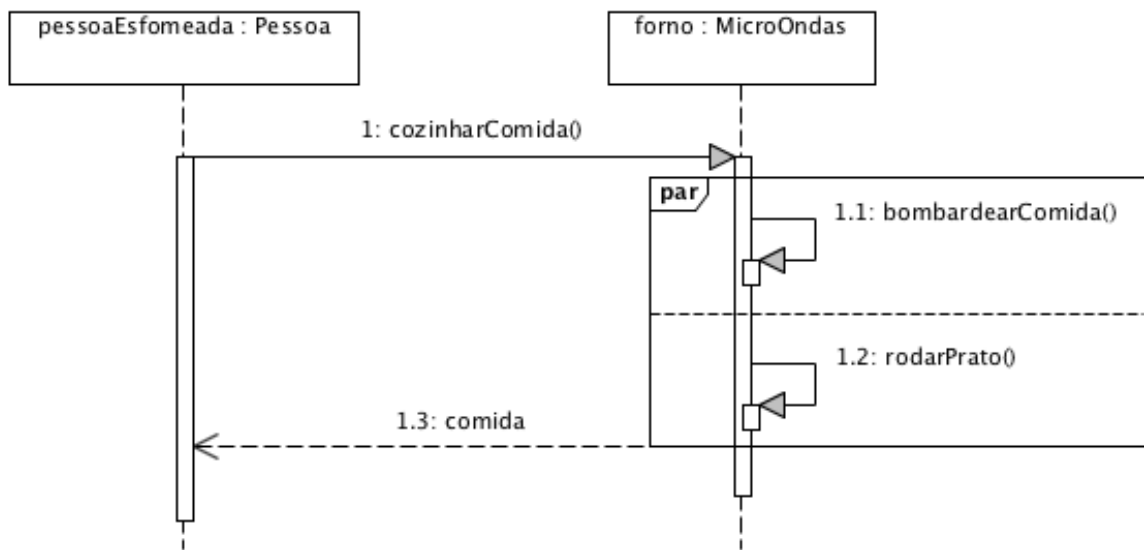 pessoaEsfomeada : Pessoa
forno : MicroOndas
1: cozinharComida()
par
1.1: bombardearComida()
1.2: rodarPrato()
1.3: comida